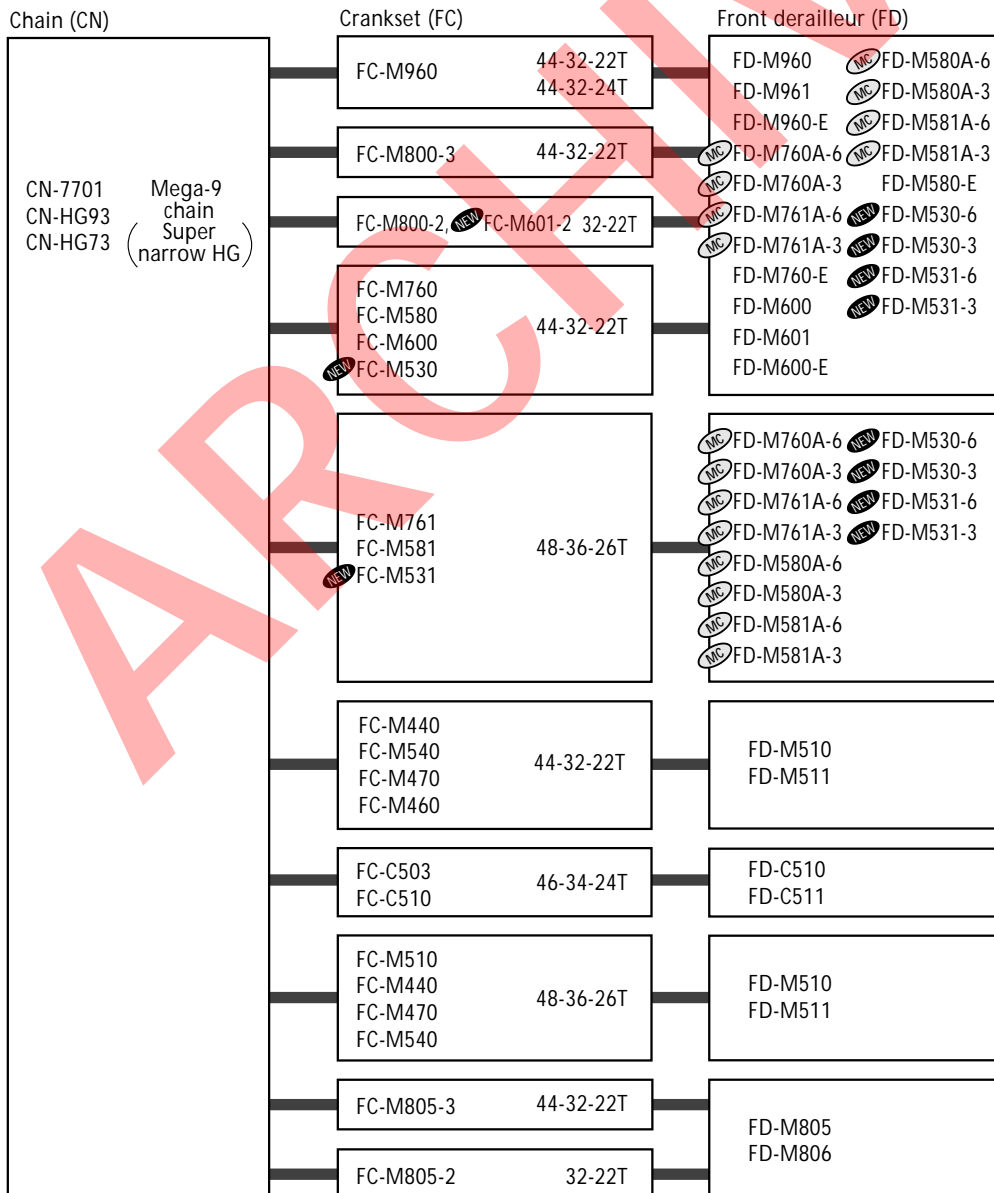 Chain (CN)
Crankset (FC)
Front derailleur (FD)
CN-7701
CN-HG93
CN-HG73
Mega-9
chain
Super
narrow HG
FC-M960
44-32-22T
44-32-24T
FC-M800-3 44-32-22T
FC-M800-2, NEW FC-M601-2 32-22T
FC-M760
FC-M580
FC-M600
NEW FC-M530
44-32-22T
FD-M960 MC FD-M580A-6
FD-M961 MC FD-M580A-3
FD-M960-E MC FD-M581A-6
MC FD-M760A-6 MC FD-M581A-3
MC FD-M760A-3 FD-M580-E
MC FD-M761A-6 NEW FD-M530-6
MC FD-M761A-3 NEW FD-M530-3
FD-M760-E NEW FD-M531-6
FD-M600 NEW FD-M531-3
FD-M601
FD-M600-E
FC-M761
FC-M581
NEW FC-M531
48-36-26T
MC FD-M760A-6 NEW FD-M530-6
MC FD-M760A-3 NEW FD-M530-3
MC FD-M761A-6 NEW FD-M531-6
MC FD-M761A-3 NEW FD-M531-3
MC FD-M580A-6
MC FD-M580A-3
MC FD-M581A-6
MC FD-M581A-3
FC-M440
FC-M540
FC-M470
FC-M460
44-32-22T
FD-M510
FD-M511
FC-C503
FC-C510
46-34-24T
FD-C510
FD-C511
FC-M510
FC-M440
FC-M470
FC-M540
48-36-26T
FD-M510
FD-M511
FC-M805-3 44-32-22T
FC-M805-2 32-22T
FD-M805
FD-M806
ARCHIV